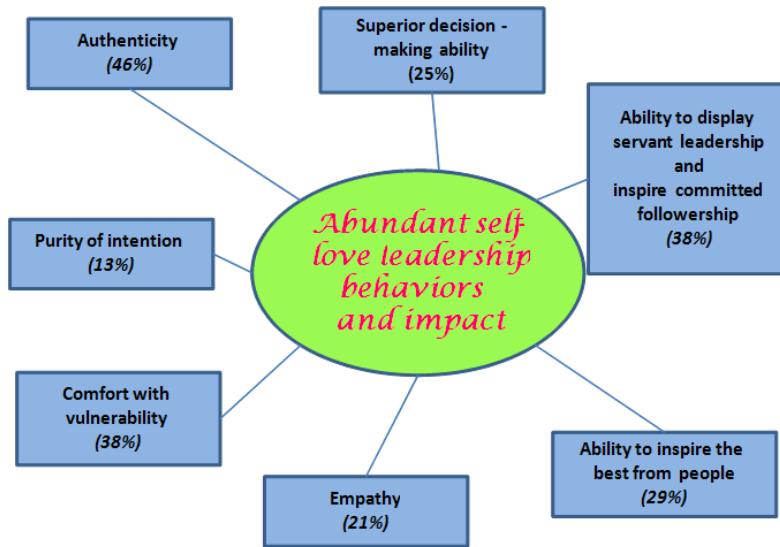 Authenticity
(46%)
Superior decision -
making ability
(25%)
Ability to display
servant leadership
and
inspire committed
followership
(38%)
Purity of intention
(13%)
Abundant self-
love leadership
behaviors
and impact
Comfort with
vulnerability
(38%)
Empathy
(21%)
Ability to inspire the
best from people
(29%)